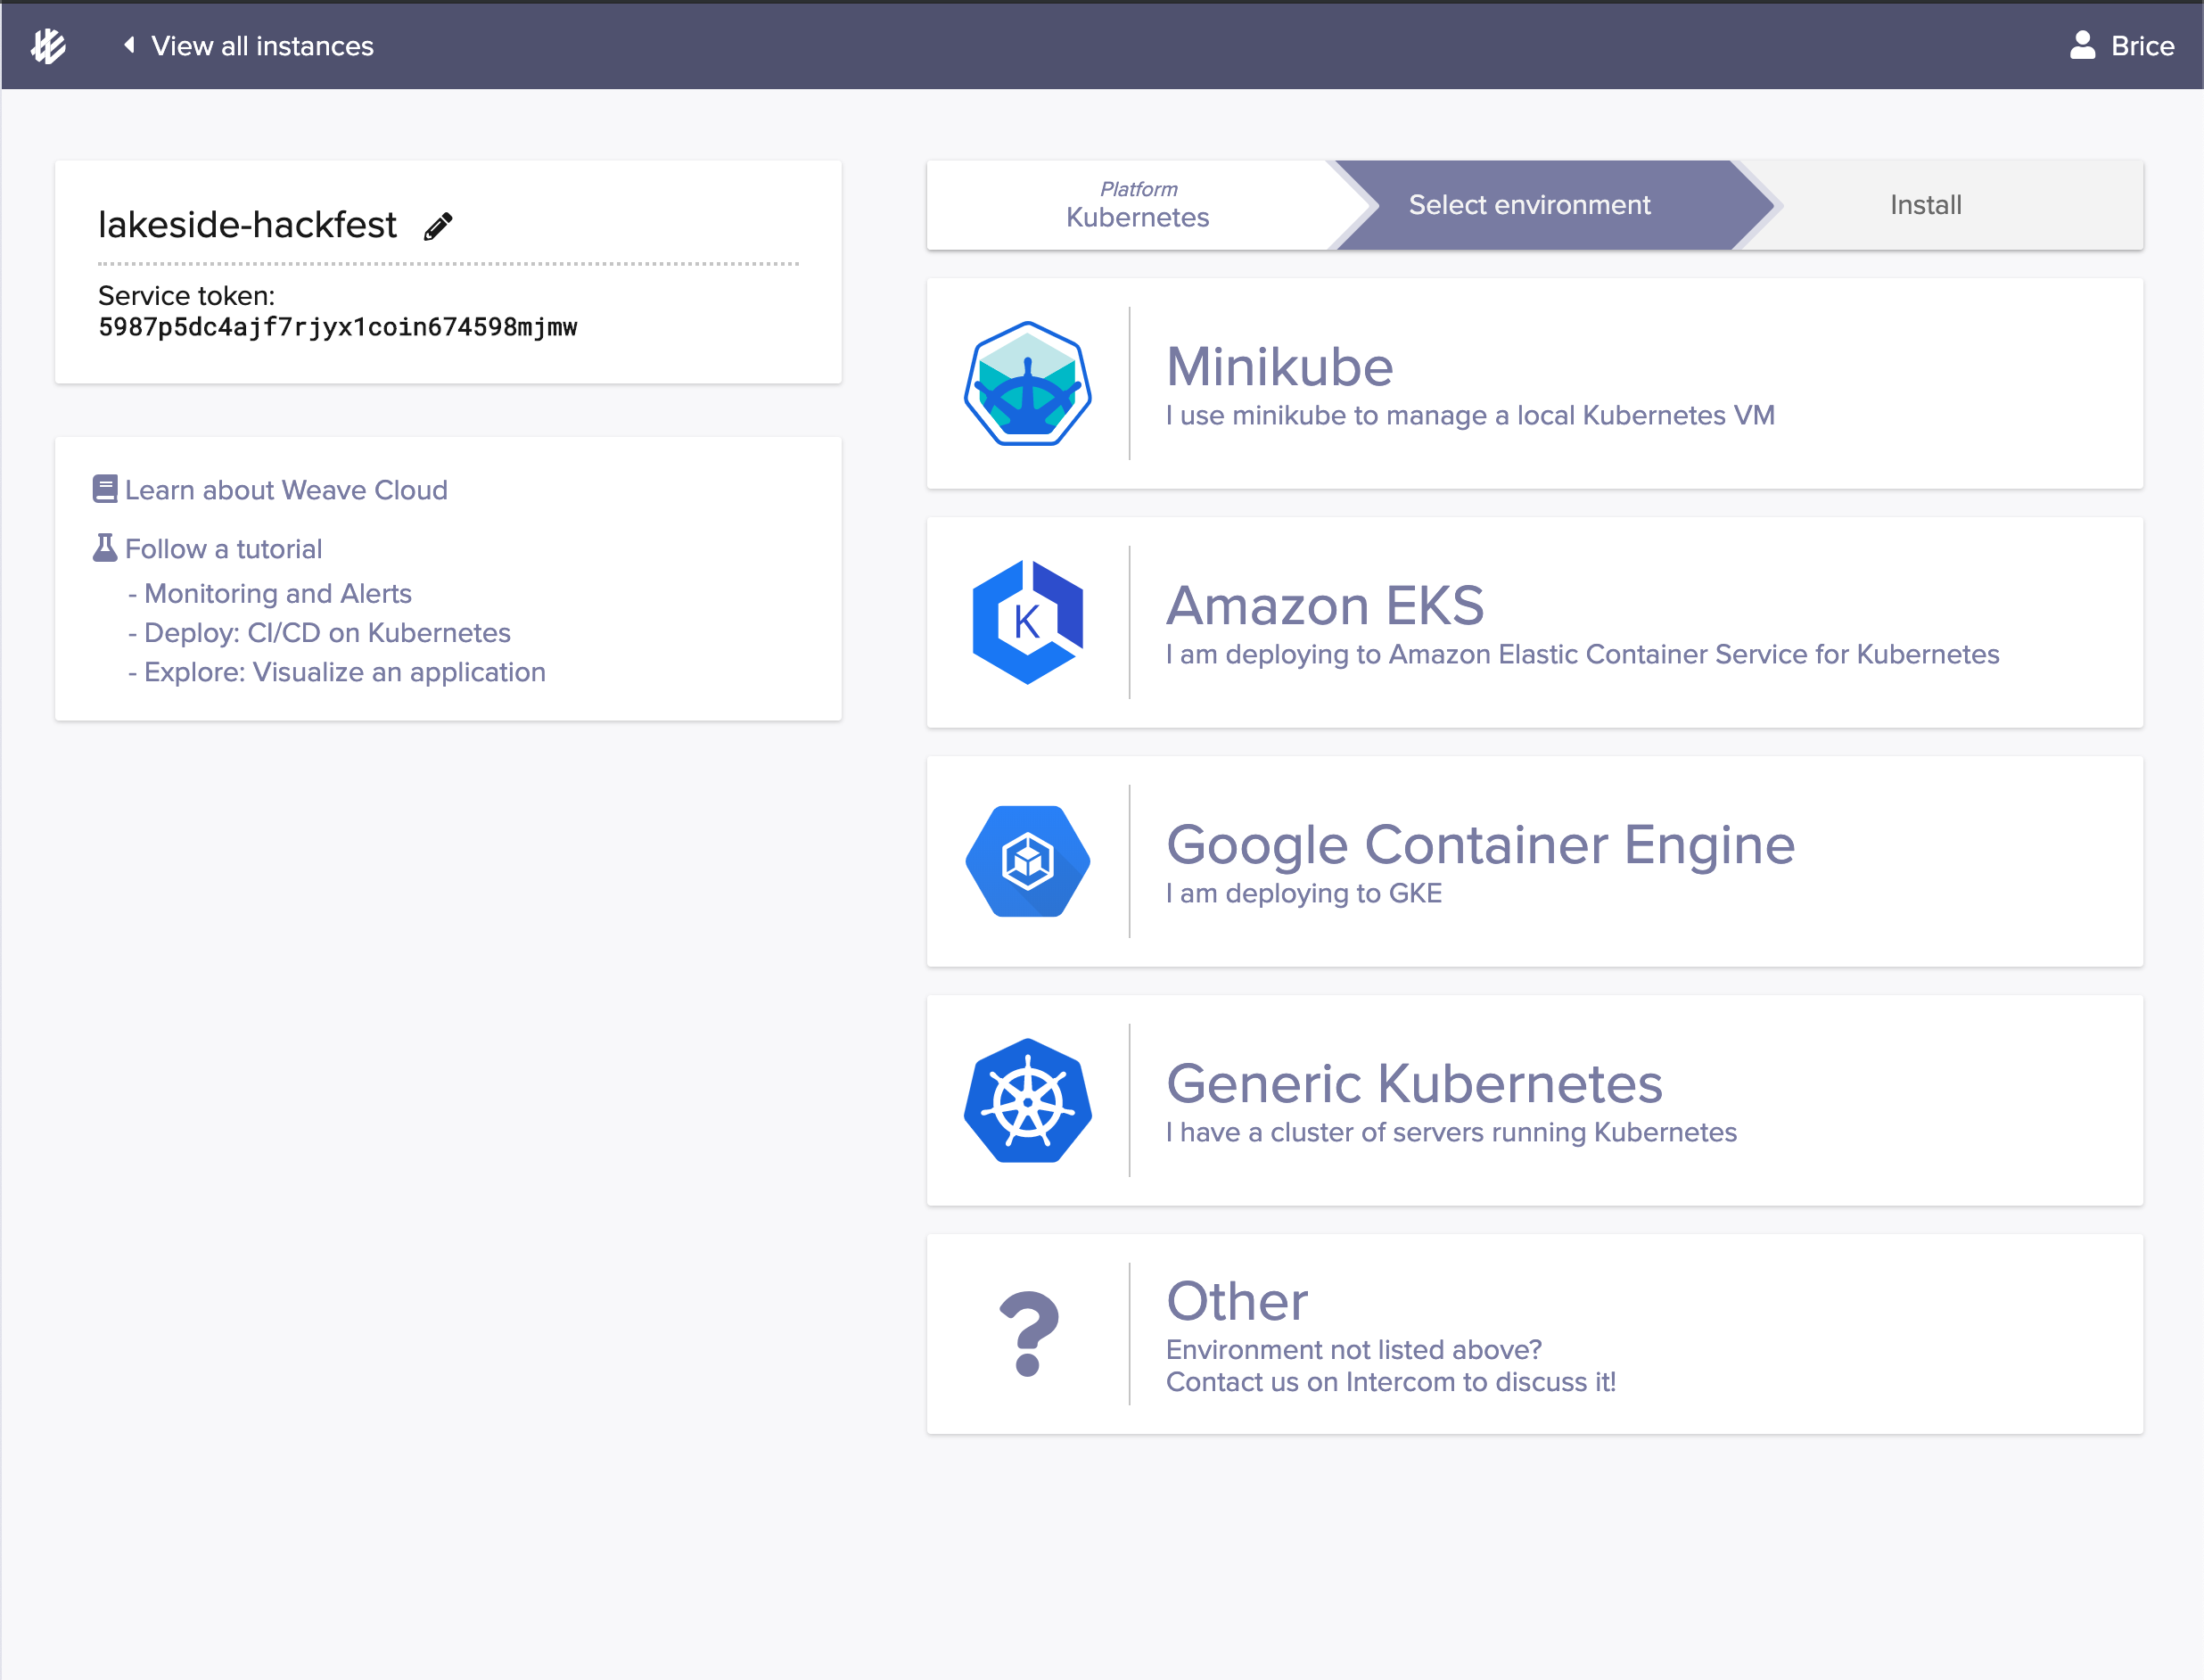 View all instances
Brice
lakeside-hackfest
Service token:
5987p5dc4ajf7rjyx1coin674598mjmw
Learn about Weave Cloud
Follow a tutorial
- Monitoring and Alerts
- Deploy: CI/CD on Kubernetes
- Explore: Visualize an application
Platform
Kubernetes
Select environment
Install
Minikube
I use minikube to manage a local Kubernetes VM
K
Amazon EKS
I am deploying to Amazon Elastic Container Service for Kubernetes
Google Container Engine
I am deploying to GKE
Generic Kubernetes
I have a cluster of servers running Kubernetes
?
Other
Environment not listed above?
Contact us on Intercom to discuss it!